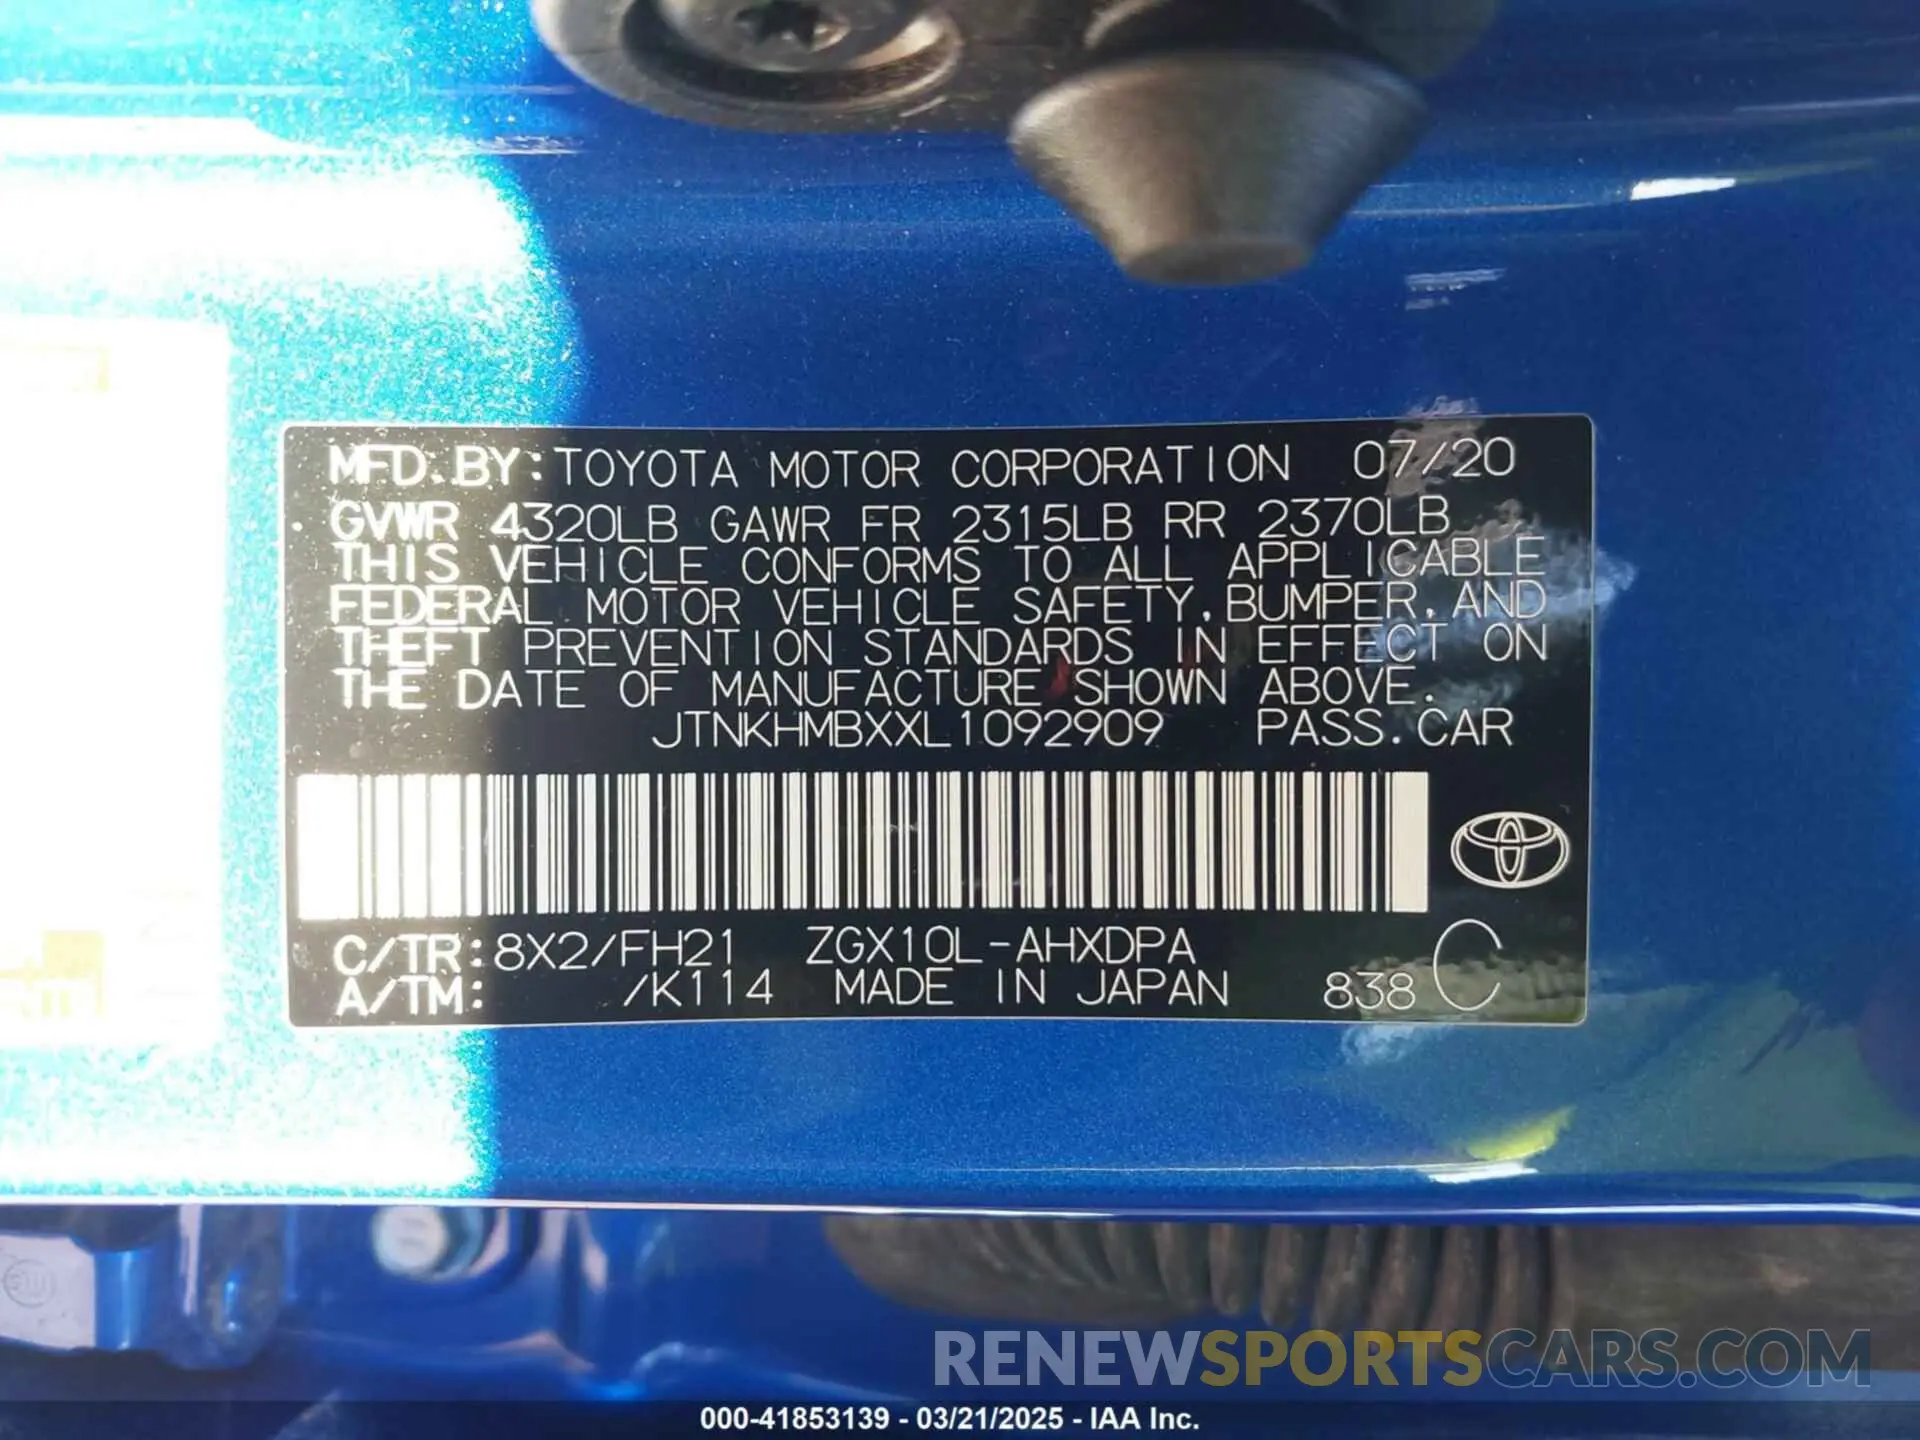 MFD. BY: TOYOTA MOTOR CORPORATION 07/20
GVWR 4320LB GAWR FR 2315LB RR 2370LB
THIS VEHICLE CONFORMS TO ALL APPLICABLE
FEDERAL MOTOR VEHICLE SAFETY, BUMPER, AND
THEFT PREVENTION STANDARDS IN EFFECT ON
THE DATE OF MANUFACTURE SHOWN ABOVE.
JTNKHMBXXL1092909 PASS. CAR
C/TR: 8X2/FH21 ZGX10L-AHXDPA
A/TM: /K114 MADE IN JAPAN 838 C
RENEWSPORTSCARS.COM
000-41853139 - 03/21/2025 - IAA Inc.